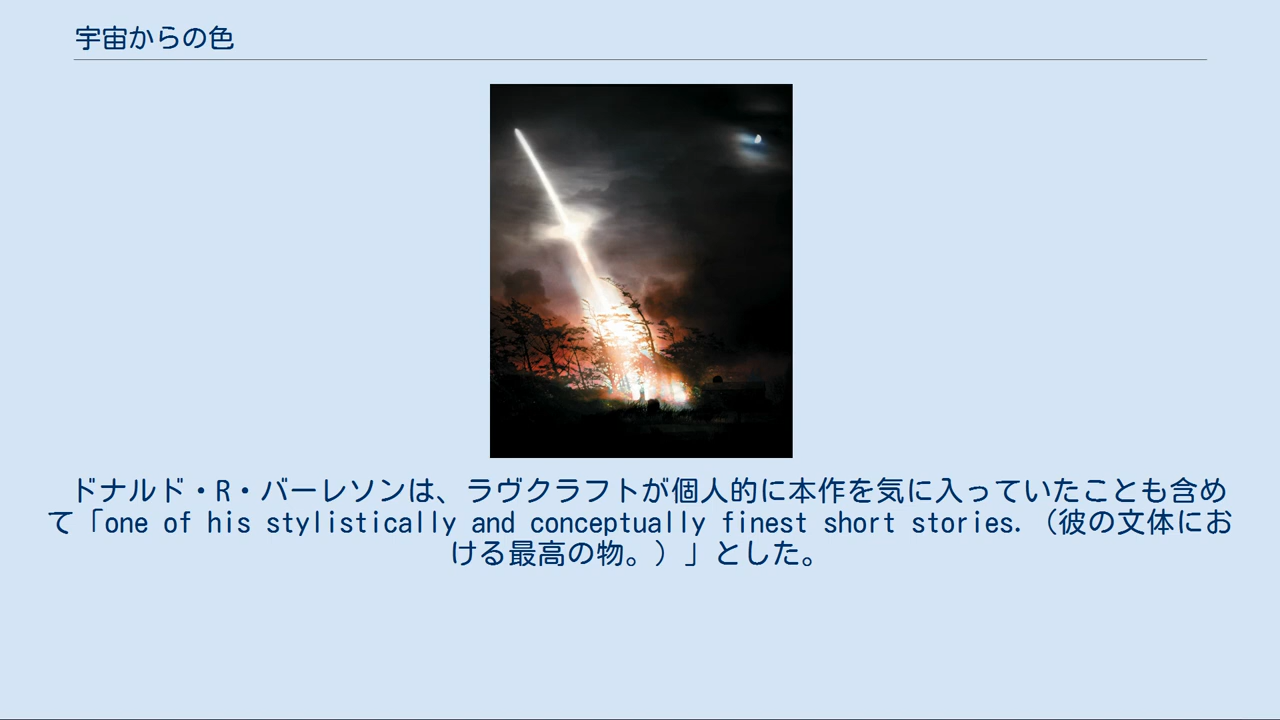 宇宙からの色
ドナルド・R・バーレソンは、ラヴクラフトが個人的に本作を気に入っていたことも含め
て「one of his stylistically and conceptually finest short stories. （彼の文体にお
ける最高の物。）」とした。